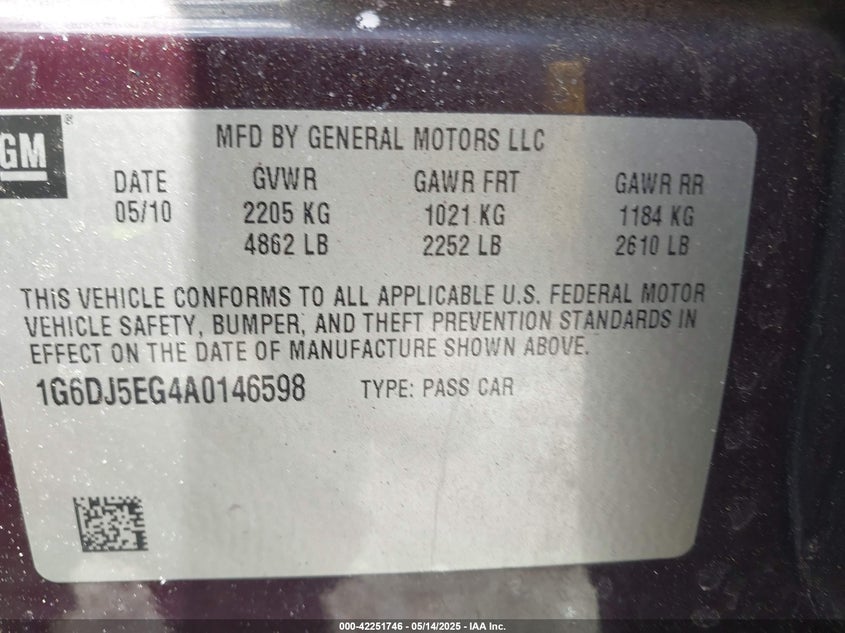 GM ®
MFD BY GENERAL MOTORS LLC
DATE GVWR GAWR FRT GAWR RR
05/10 2205 KG 1021 KG 1184 KG
4862 LB 2252 LB 2610 LB
THIS VEHICLE CONFORMS TO ALL APPLICABLE U.S. FEDERAL MOTOR
VEHICLE SAFETY, BUMPER, AND THEFT PREVENTION STANDARDS IN
EFFECT ON THE DATE OF MANUFACTURE SHOWN ABOVE.
1G6DJ5EG4A0146598 TYPE: PASS CAR
000-42251746 - 05/14/2025 - IAA Inc.